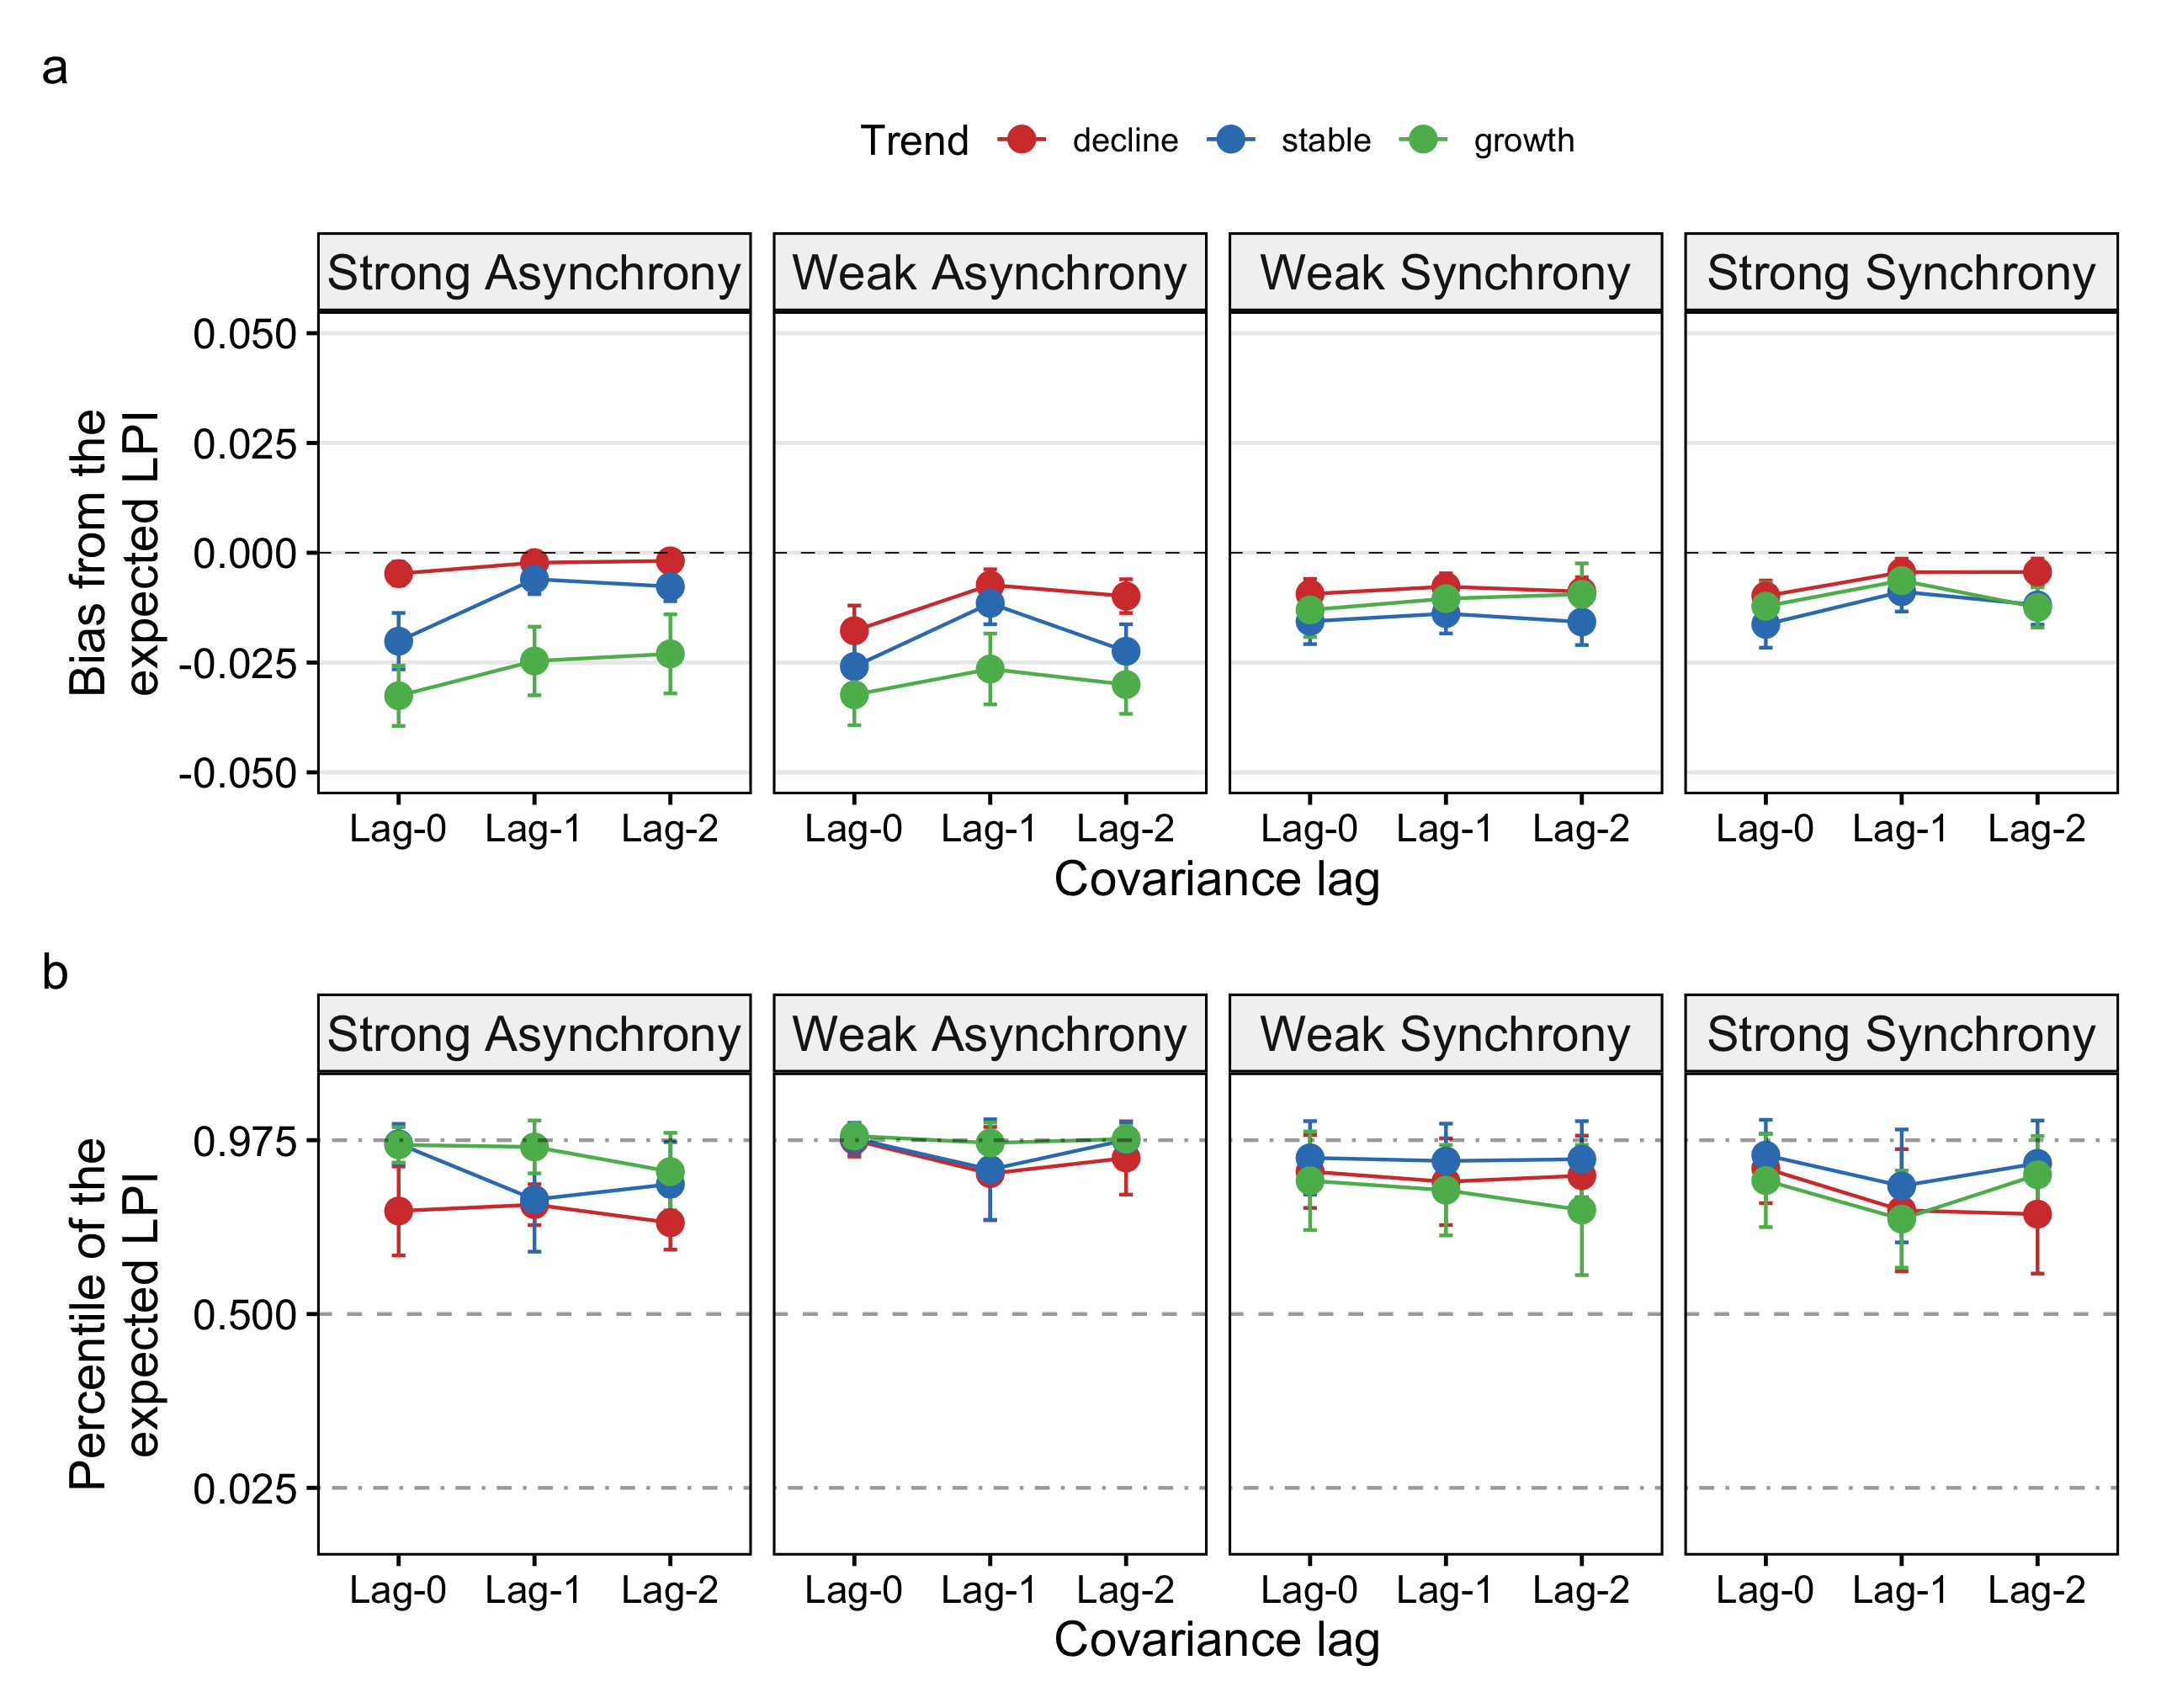 a
Trend decline stable growth
Strong Asynchrony Weak Asynchrony Weak Synchrony Strong Synchrony
Bias from the
expected LPI
0.050
0.025
0.000
-0.025
-0.050
Lag-0 Lag-1 Lag-2 Lag-0 Lag-1 Lag-2 Lag-0 Lag-1 Lag-2 Lag-0 Lag-1 Lag-2
Covariance lag
b
Strong Asynchrony Weak Asynchrony Weak Synchrony Strong Synchrony
Percentile of the
expected LPI
0.975
0.500
0.025
Lag-0 Lag-1 Lag-2 Lag-0 Lag-1 Lag-2 Lag-0 Lag-1 Lag-2 Lag-0 Lag-1 Lag-2
Covariance lag